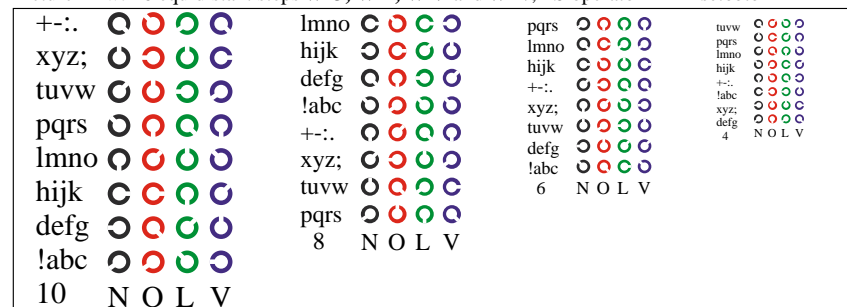 +-:.
xyz;
tuvw
pqrs
lmno
hijk
defg
!abc
10 N O L V
lmno
hijk
defg
!abc
+-:.
xyz;
tuvw
pqrs
8 N O L V
pqrs
lmno
hijk
+-:.
xyz;
tuvw
defg
!abc
6 N O L V
tuvw
pqrs
lmno
hijk
+-:.
!abc
xyz;
defg
4 N O L V